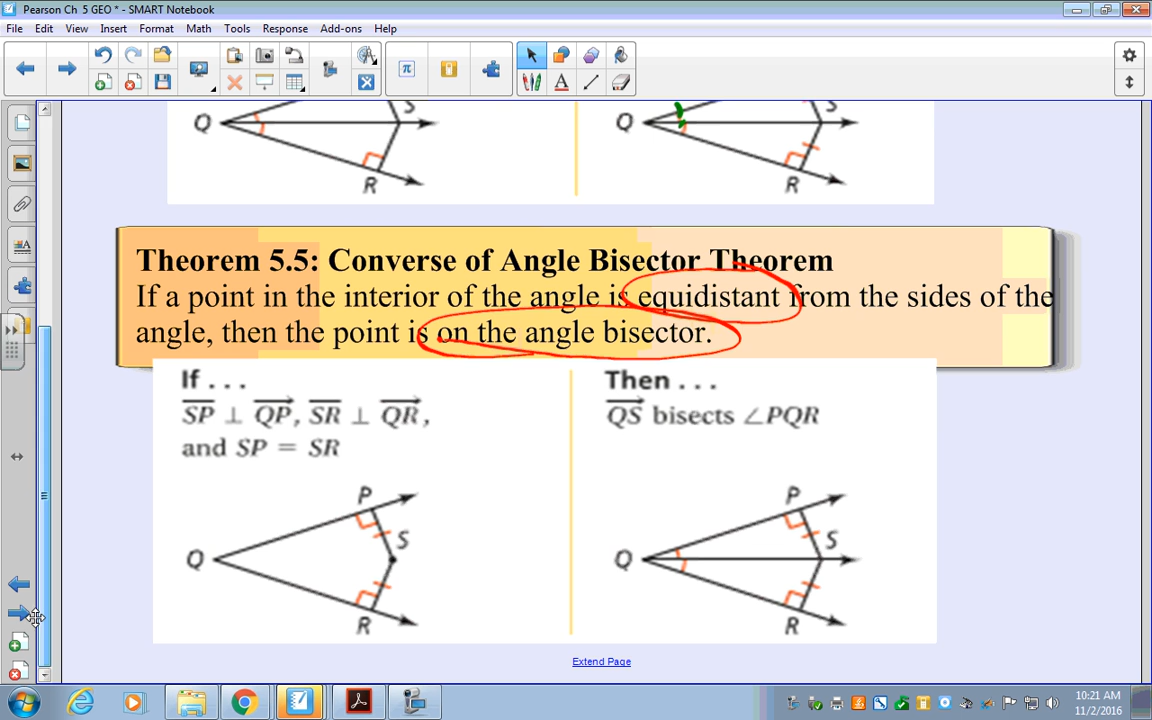 Pearson Ch 5 GEO * - SMART Notebook
File Edit View Insert Format Math Tools Response Add-ons Help
Q S R
Q S R
Theorem 5.5: Converse of Angle Bisector Theorem
If a point in the interior of the angle is equidistant from the sides of the
angle, then the point is on the angle bisector.
If . . .
SP ⊥ QP, SR ⊥ QR,
and SP = SR
P
S
Q
R
Then . . .
QS bisects ∠PQR
P
S
Q
R
Extend Page
10:21 AM
11/2/2016